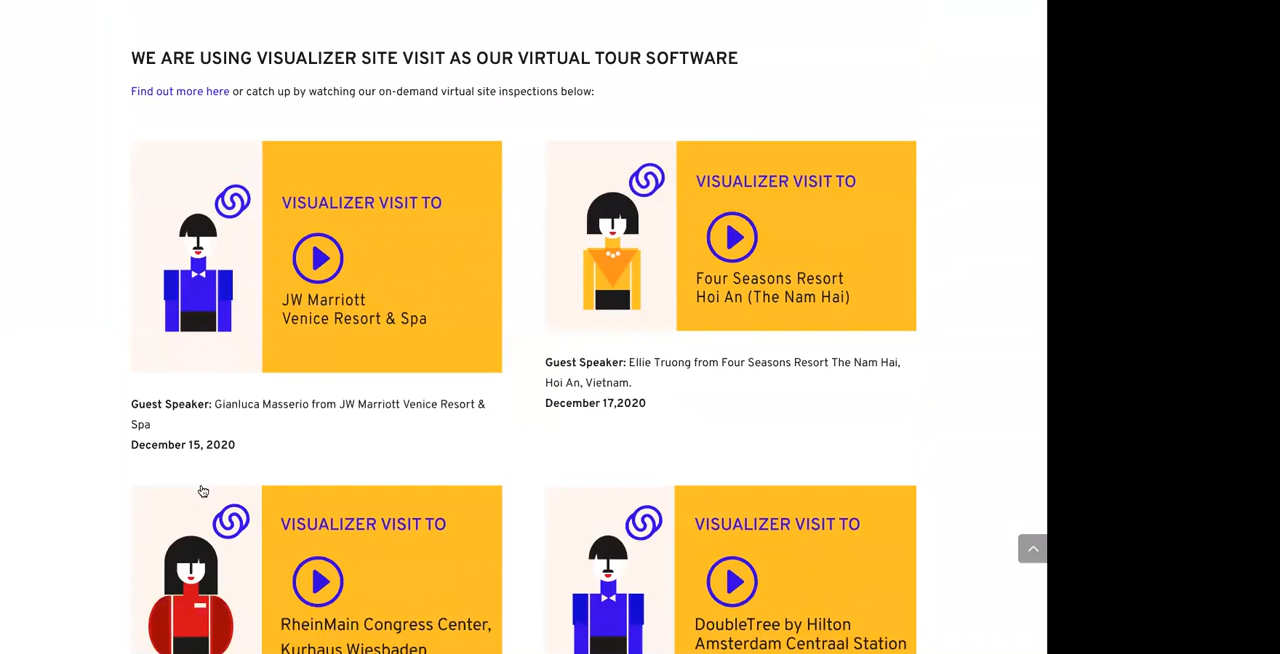 WE ARE USING VISUALIZER SITE VISIT AS OUR VIRTUAL TOUR SOFTWARE
Find out more here or catch up by watching our on-demand virtual site inspections below:
VISUALIZER VISIT TO
JW Marriott
Venice Resort & Spa
Guest Speaker: Gianluca Masserio from JW Marriott Venice Resort &
Spa
December 15, 2020
VISUALIZER VISIT TO
Four Seasons Resort
Hoi An (The Nam Hai)
Guest Speaker: Ellie Truong from Four Seasons Resort The Nam Hai,
Hoi An, Vietnam.
December 17,2020
VISUALIZER VISIT TO
RheinMain Congress Center,
Kurhaus Wiesbaden
VISUALIZER VISIT TO
DoubleTree by Hilton
Amsterdam Centraal Station